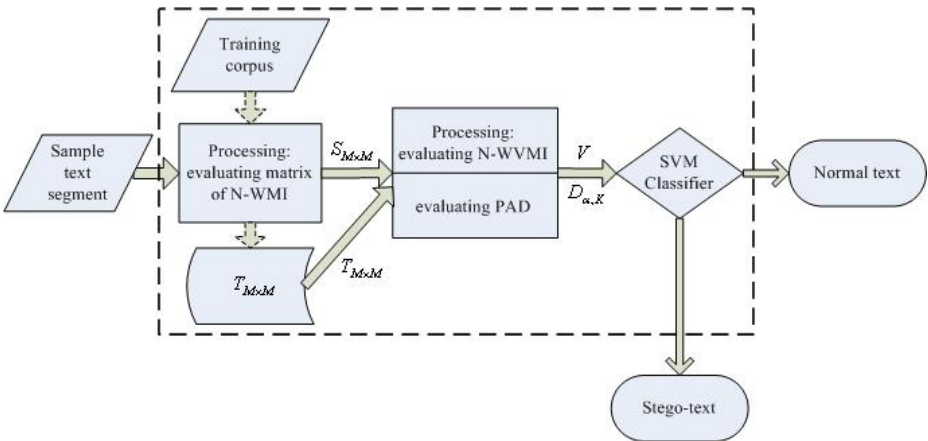 Training
corpus
Sample
text
segment
Processing:
evaluating matrix
of N-WMI
S_{M×M}
Processing:
evaluating N-WVMI
evaluating PAD
V
D_{α,K}
SVM
Classifier
Normal text
T_{M×M}
T_{M×M}
Stego-text